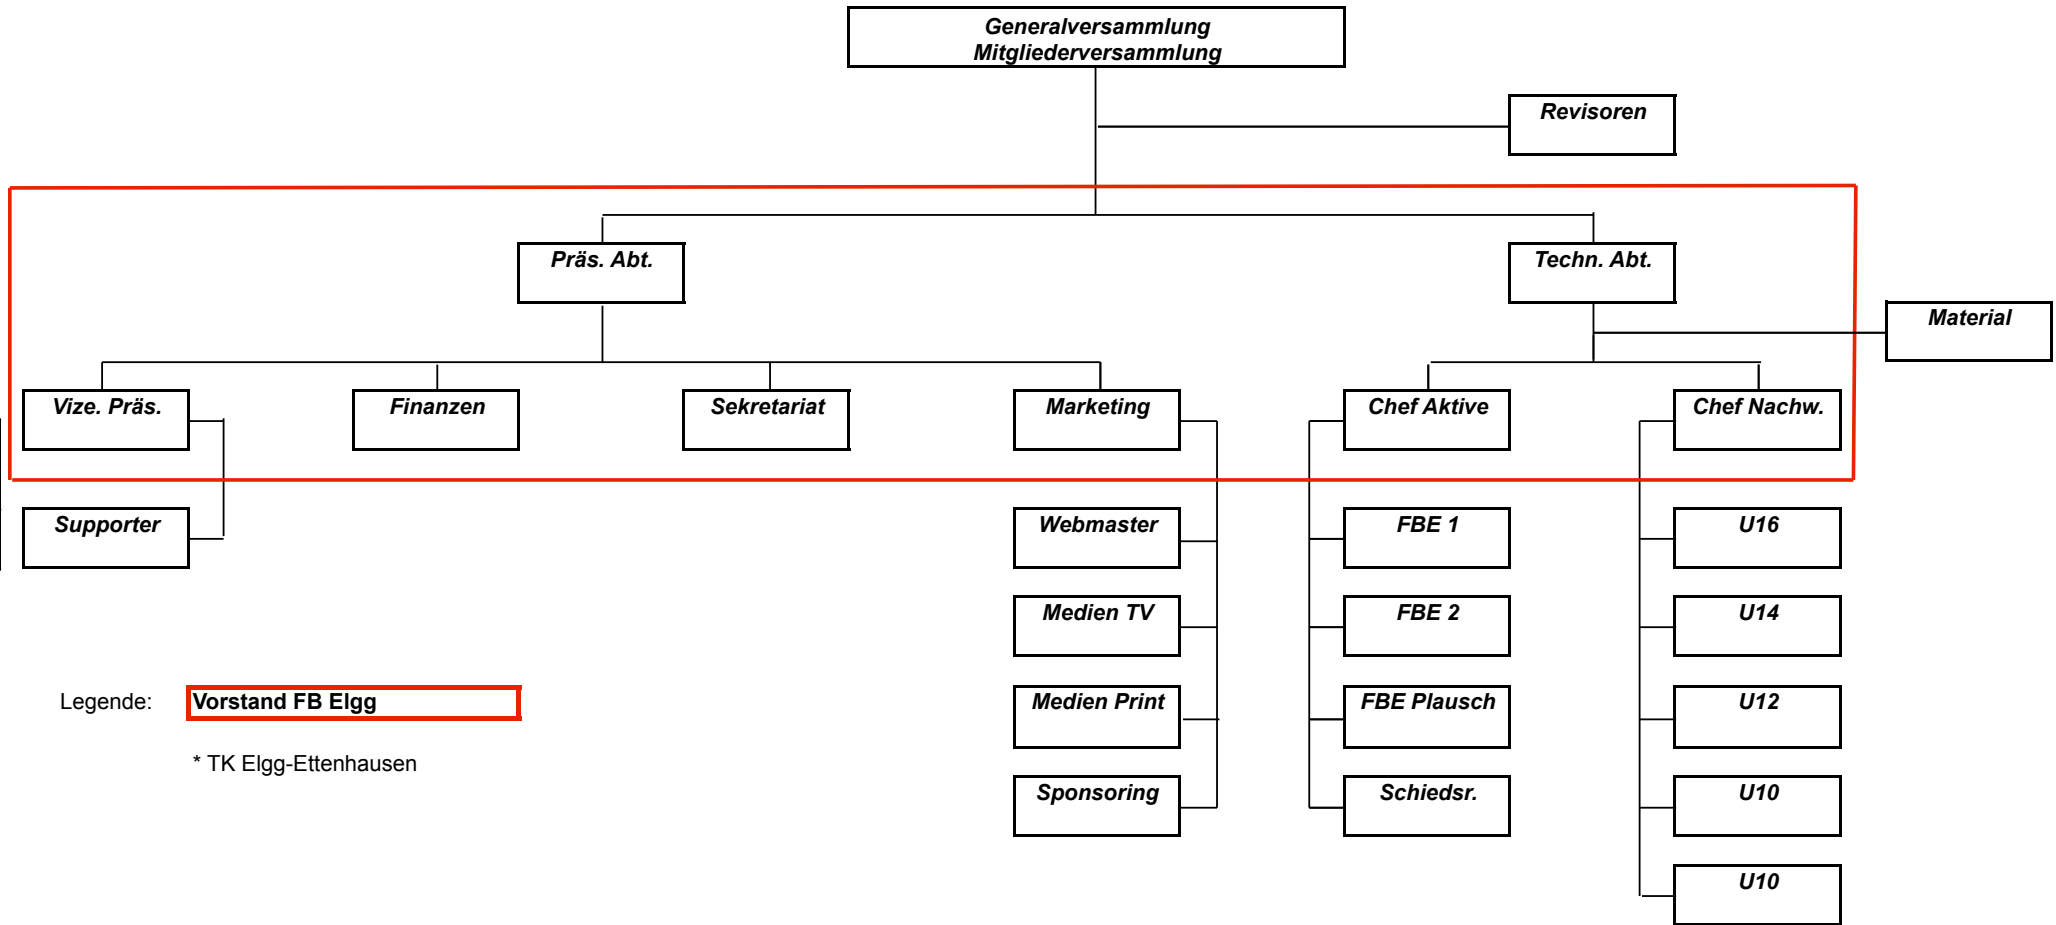 Generalversammlung
Mitgliederversammlung
Revisoren
Präs. Abt.
Techn. Abt.
Material
Vize. Präs.
Finanzen
Sekretariat
Marketing
Chef Aktive
Chef Nachw.
Supporter
Webmaster
FBE 1
U16
Medien TV
FBE 2
U14
Legende:
Vorstand FB Elgg
Medien Print
FBE Plausch
U12
* TK Elgg-Ettenhausen
Sponsoring
Schiedsr.
U10
U10